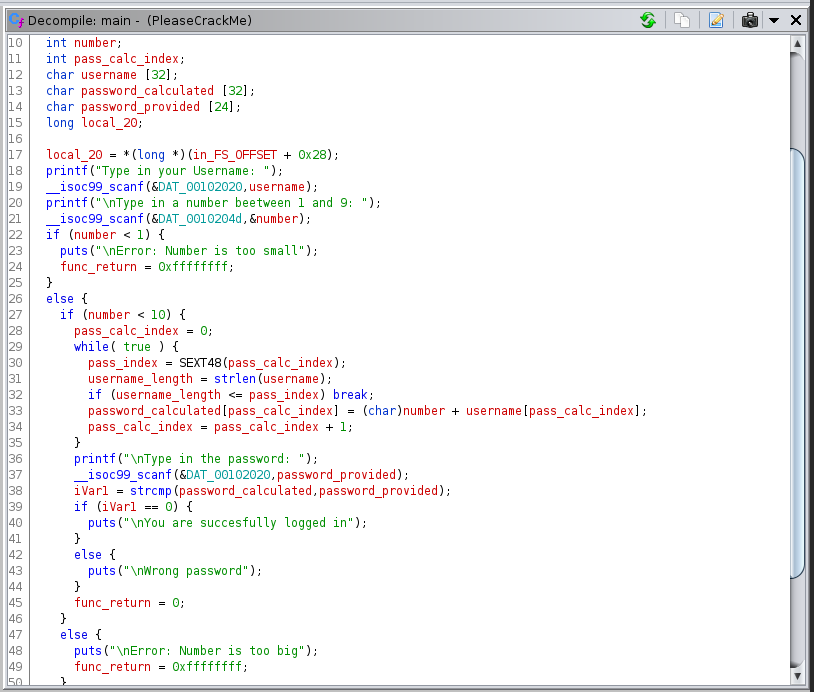 Decompile: main - (PleaseCrackMe)
10 int number;
11 int pass_calc_index;
12 char username [32];
13 char password_calculated [32];
14 char password_provided [24];
15 long local_20;
16
17 local_20 = *(long *)(in_FS_OFFSET + 0x28);
18 printf("Type in your Username: ");
19 __isoc99_scanf(&DAT_00102020,username);
20 printf("\nType in a number beetween 1 and 9: ");
21 __isoc99_scanf(&DAT_0010204d,&number);
22 if (number < 1) {
23 puts("\nError: Number is too small");
24 func_return = 0xffffffff;
25 }
26 else {
27 if (number < 10) {
28 pass_calc_index = 0;
29 while( true ) {
30 pass_index = SEXT48(pass_calc_index);
31 username_length = strlen(username);
32 if (username_length <= pass_index) break;
33 password_calculated[pass_calc_index] = (char)number + username[pass_calc_index];
34 pass_calc_index = pass_calc_index + 1;
35 }
36 printf("\nType in the password: ");
37 __isoc99_scanf(&DAT_00102020,password_provided);
38 iVar1 = strcmp(password_calculated,password_provided);
39 if (iVar1 == 0) {
40 puts("\nYou are succesfully logged in");
41 }
42 else {
43 puts("\nWrong password");
44 }
45 func_return = 0;
46 }
47 else {
48 puts("\nError: Number is too big");
49 func_return = 0xffffffff;
50 }